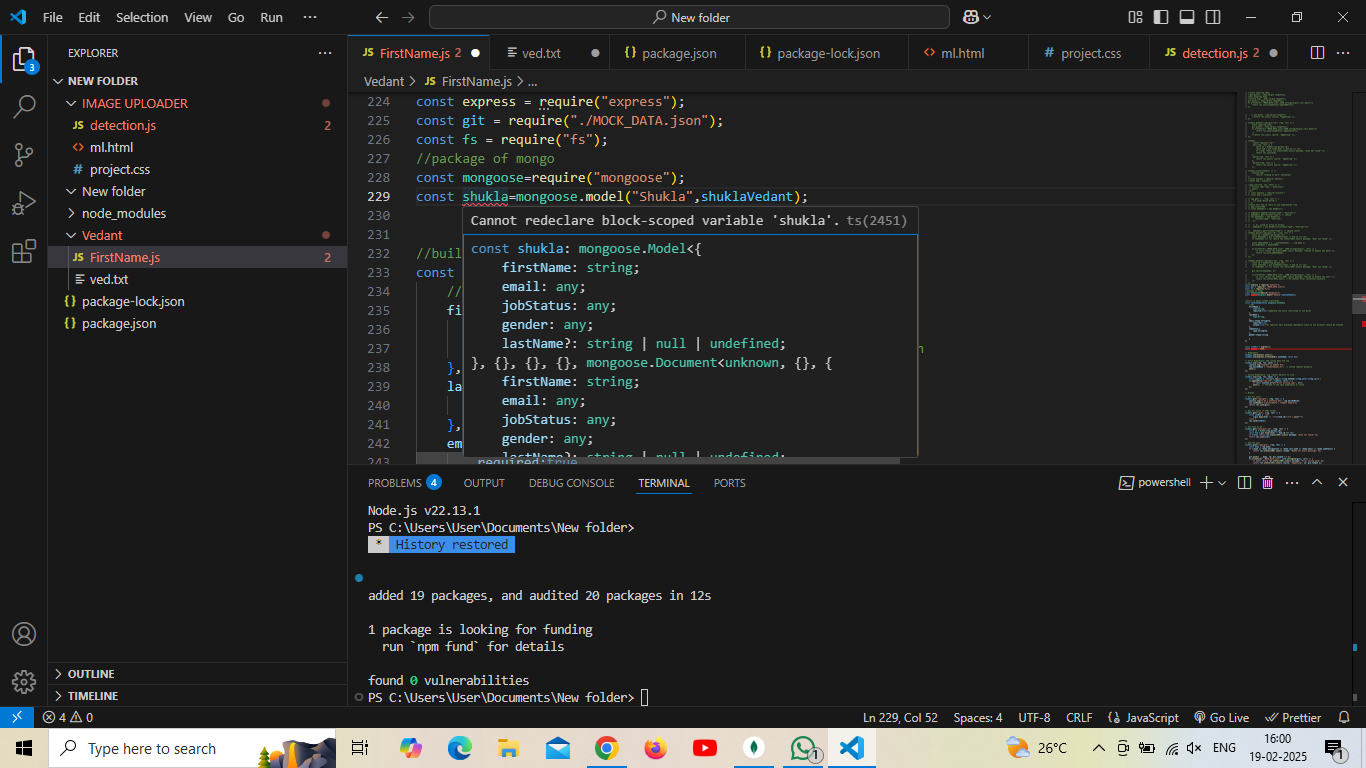 File Edit Selection View Go Run ··· New folder
EXPLORER ···
NEW FOLDER
IMAGE UPLOADER
JS detection.js 2
<> ml.html
# project.css
New folder
node_modules
Vedant
JS FirstName.js 2
ved.txt
{} package-lock.json
{} package.json
OUTLINE
TIMELINE
3
JS FirstName.js 2 ved.txt {} package.json {} package-lock.json <> ml.html # project.css JS detection.js 2 ···
Vedant > JS FirstName.js > ...
224 const express = require("express");
225 const git = require("./MOCK_DATA.json");
226 const fs = require("fs");
227 //package of mongo
228 const mongoose=require("mongoose");
229 const shukla=mongoose.model("Shukla",shuklaVedant);
230
231
232 //buil
233 const
234 //
235 fi
236
237
238 },
239 la
240
241 },
242 em
243 required:true
Cannot redeclare block-scoped variable 'shukla'. ts(2451)
const shukla: mongoose.Model<{
firstName: string;
email: any;
jobStatus: any;
gender: any;
lastName?: string | null | undefined;
}, {}, {}, {}, mongoose.Document<unknown, {}, {
firstName: string;
email: any;
jobStatus: any;
gender: any;
lastName?: string | null | undefined;
PROBLEMS 4 OUTPUT DEBUG CONSOLE TERMINAL PORTS powershell ···
Node.js v22.13.1
PS C:\Users\User\Documents\New folder>
* History restored
added 19 packages, and audited 20 packages in 12s
1 package is looking for funding
run `npm fund` for details
found 0 vulnerabilities
PS C:\Users\User\Documents\New folder>
4 0 Ln 229, Col 52 Spaces: 4 UTF-8 CRLF {} JavaScript Go Live Prettier
Type here to search 1 26°C ENG 16:00
19-02-2025 1